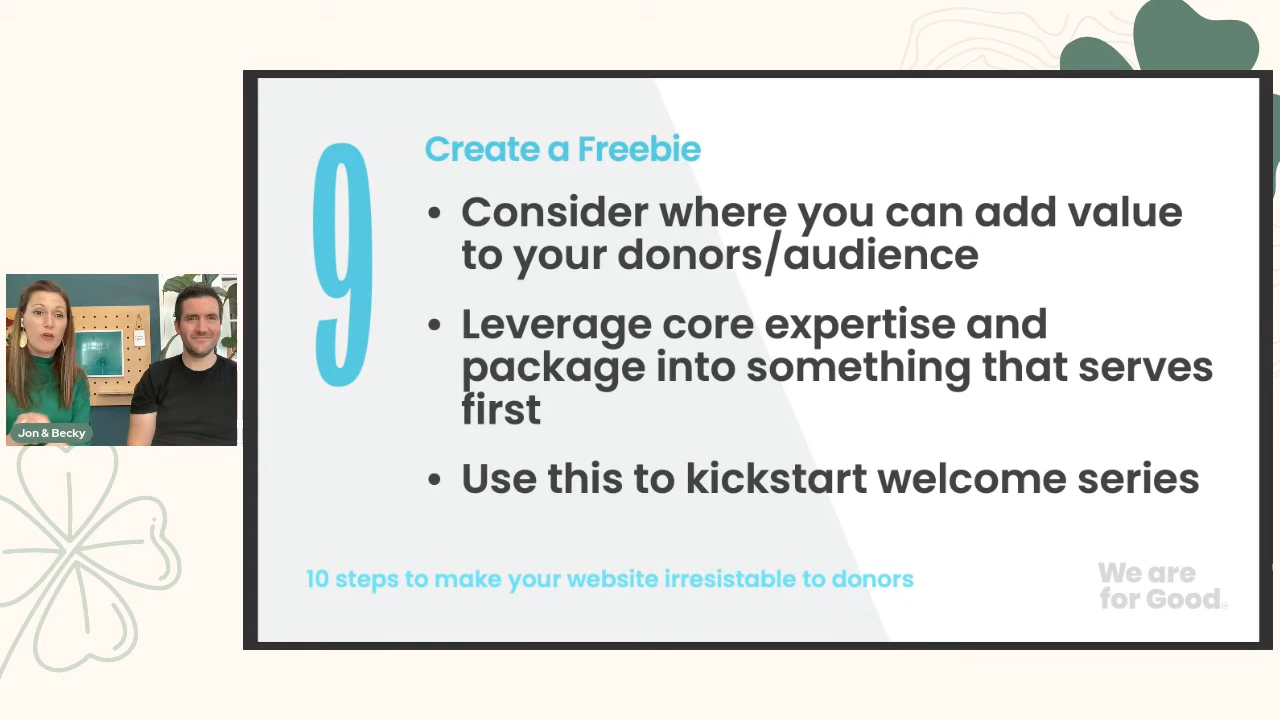 9
Create a Freebie
• Consider where you can add value
to your donors/audience
• Leverage core expertise and
package into something that serves
first
• Use this to kickstart welcome series
10 steps to make your website irresistable to donors
We are
for Good
Jon & Becky